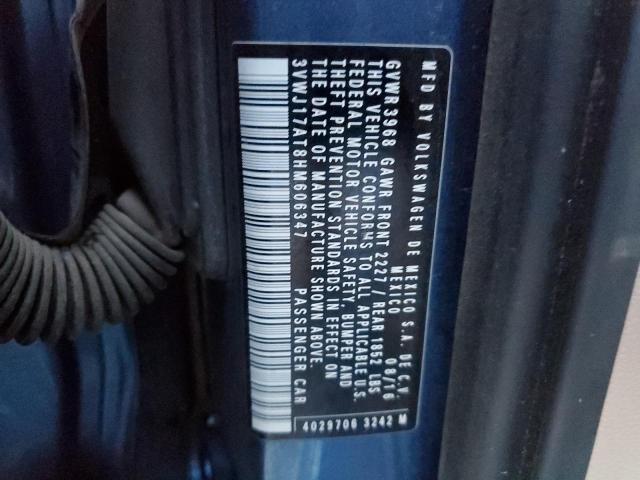 MFD BY VOLKSWAGEN DE MEXICO S.A. DE C.V.
MEXICO 08/16
GVWR 3968 GAWR FRONT 2227/ REAR 1852 LBS
THIS VEHICLE CONFORMS TO ALL APPLICABLE U.S.
FEDERAL MOTOR VEHICLE SAFETY, BUMPER AND
THEFT PREVENTION STANDARDS IN EFFECT ON
THE DATE OF MANUFACTURE SHOWN ABOVE.
3VWJ17AT8HM606347 PASSENGER CAR
4029706 3242 M